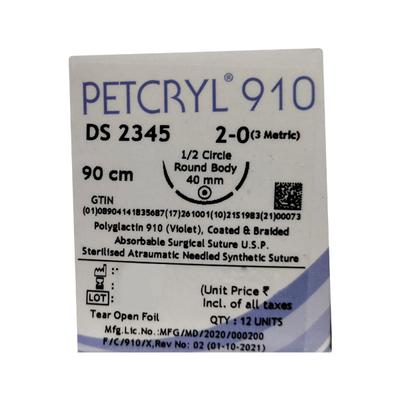 PETCRYL® 910
DS 2345 2-0 (3 Metric)
1/2 Circle
Round Body
40 mm
90 cm
GTIN
(01)08904141835687(17)261001(10)21S1983(21)00073
Polyglactin 910 (Violet), Coated & Braided
Absorbable Surgical Suture U.S.P.
Sterilised Atraumatic Needled Synthetic Suture
:
LOT :
(Unit Price ₹
Incl. of all taxes
Tear Open Foil QTY : 12 UNITS
Mfg.Lic.No.:MFG/MD/2020/000200
F/C/910/X,Rev No: 02 (01-10-2021)